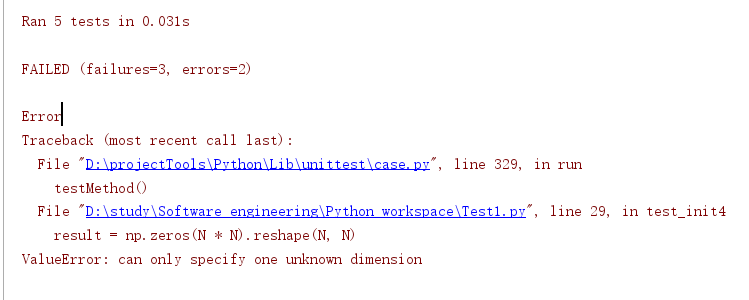 Ran 5 tests in 0.031s
FAILED (failures=3, errors=2)
Error
Traceback (most recent call last):
File "D:\projectTools\Python\Lib\unittest\case.py", line 329, in run
testMethod()
File "D:\study\Software engineering\Python workspace\Test1.py", line 29, in test_init4
result = np.zeros(N * N).reshape(N, N)
ValueError: can only specify one unknown dimension